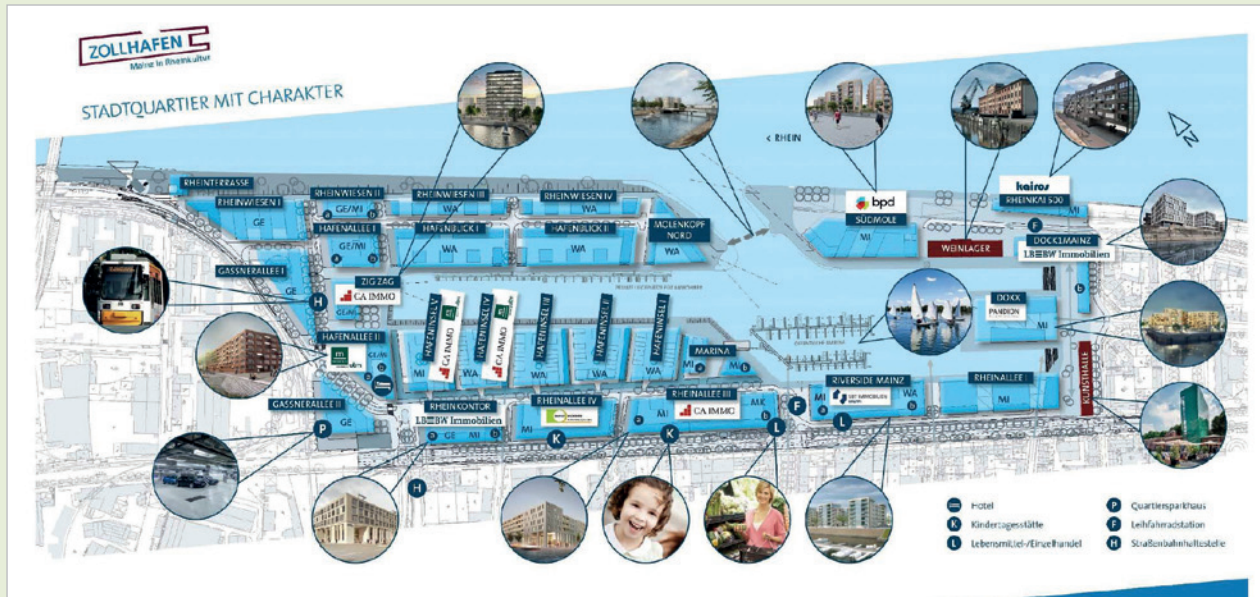 ZOLLHAFEN
Mainz in Rheinkultur
STADTQUARTIER MIT CHARAKTER
< RHEIN
N
RHEINTERRASSE
RHEINWIESEN I
GE
RHEINWIESEN II
GE/MI
a b
RHEINWIESEN III
WA
RHEINWIESEN IV
WA
HAFENALLEE I
GE/MI
a b
HAFENBLICK I
WA
HAFENBLICK II
WA
MOLENKOPF
NORD
WA
bpd
SÜDMOLE
MI
WEINLAGER
kairos
RHEINKAI 500
MI
F
DOCK1MAINZ
LBBW Immobilien
b
GASSNERALLEE I
GE
H
ZIG ZAG
CA IMMO
HAFENALLEE II
GE/MI
HAFENINSEL V
CA IMMO
MI
HAFENINSEL IV
CA IMMO
WA
HAFENINSEL III
WA
HAFENINSEL II
WA
HAFENINSEL I
WA
MARINA
MI a
MI b
DOXX
PANDION
MI
KUNSTHALLE
GASSNERALLEE II
P GE
RHEINKONTOR
LBBW Immobilien
a GE MI b
H
RHEINALLEE IV
MI
K
RHEINALLEE III
CA IMMO
a MI MK b
K L
F
RIVERSIDE MAINZ
MI WA
a b
L
RHEINALLEE I
MI
Hotel
K Kindertagesstätte
L Lebensmittel-/Einzelhandel
P Quartiersparkhaus
F Leihfahrradstation
H Straßenbahnhaltestelle